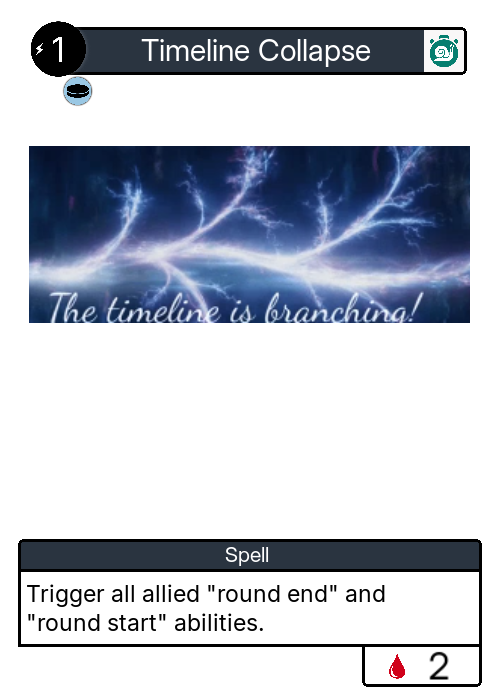 1
Timeline Collapse
The timeline is branching!
Spell
Trigger all allied "round end" and
"round start" abilities.
2